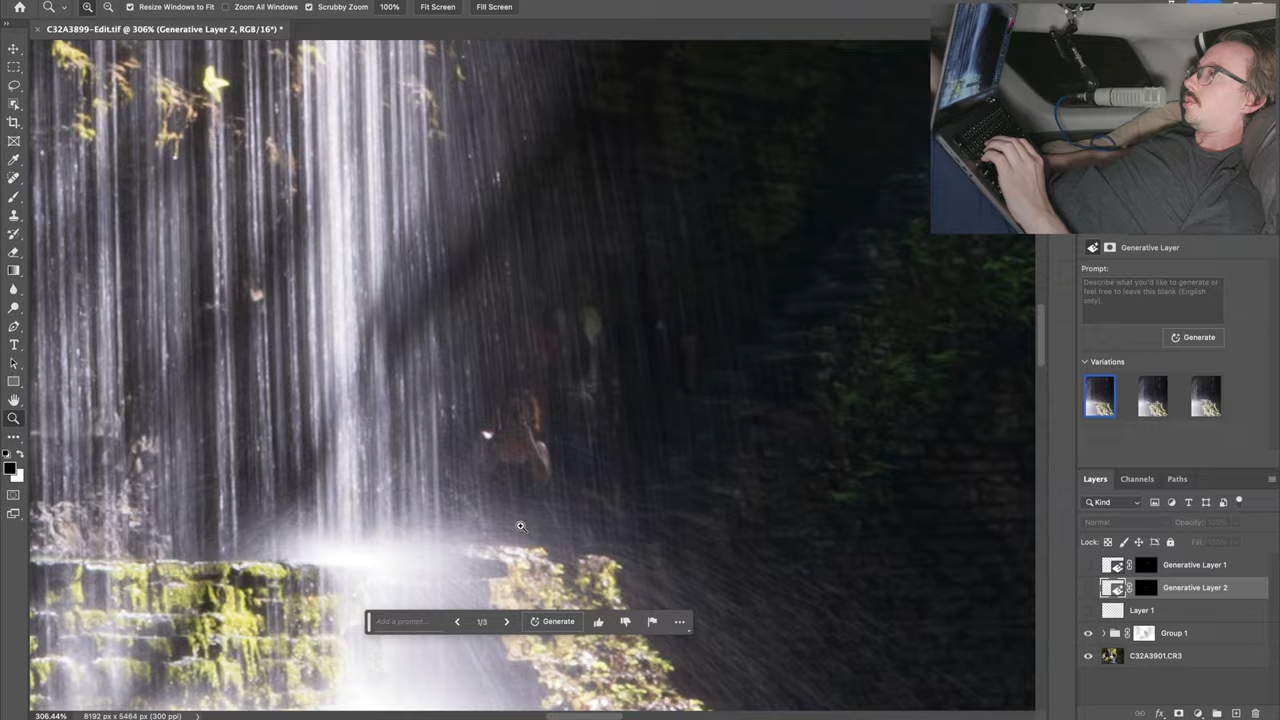 Resize Windows to Fit
Zoom All Windows
Scrubby Zoom
100%
Fit Screen
Fill Screen
C32A3899-Edit.tif @ 306% (Generative Layer 2, RGB/16*) *
Generative Layer
Prompt:
Describe what you'd like to generate or
feel free to leave this blank (English
only).
Generate
Variations
Add a prompt...
1/3
Generate
Layers
Channels
Paths
Kind
Normal
Opacity: 100%
Lock:
Fill: 100%
Generative Layer 1
Generative Layer 2
Layer 1
Group 1
C32A3901.CR3
306.44%
8192 px x 5464 px (300 ppi)